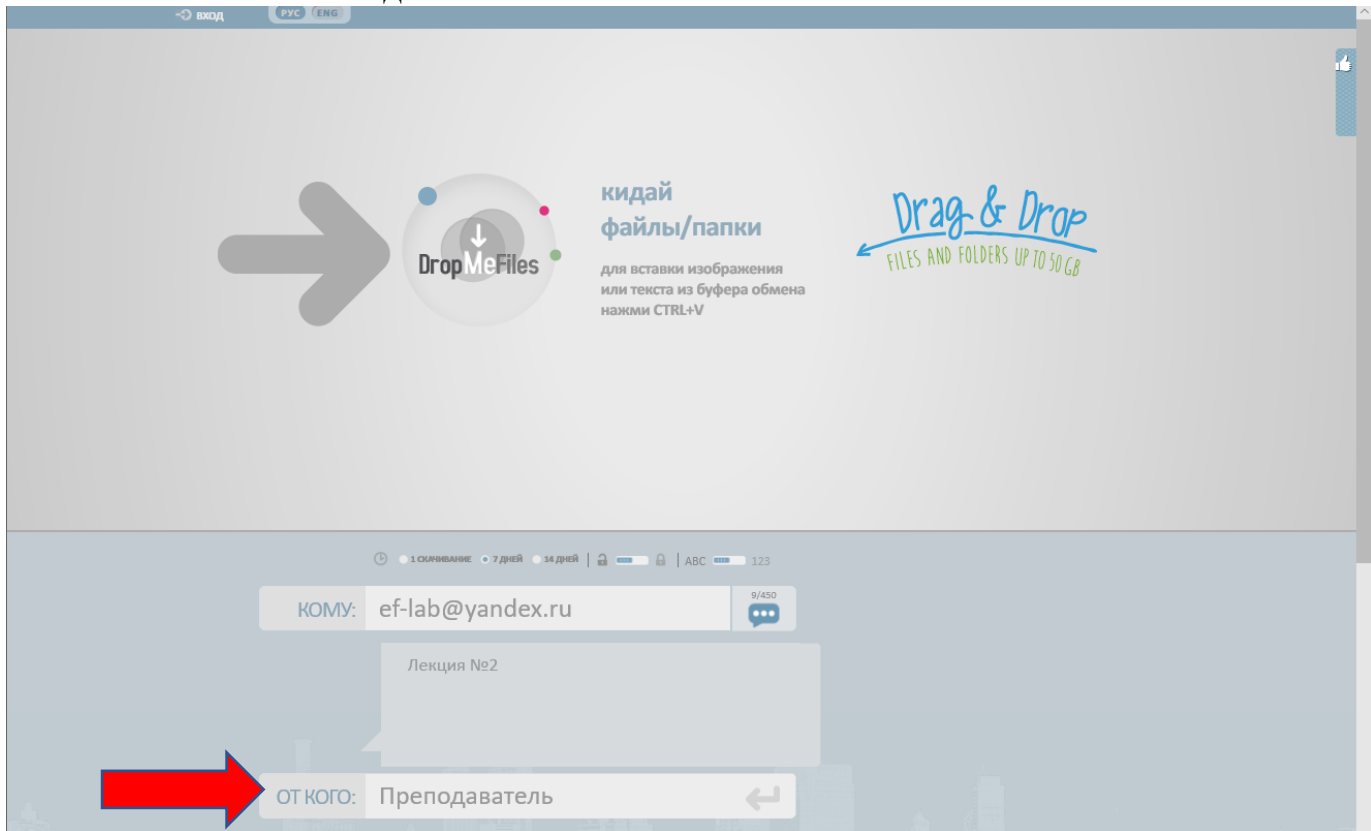 вход
РУС ENG
кидай
файлы/папки
для вставки изображения
или текста из буфера обмена
нажми CTRL+V
DropMeFiles
Drag & Drop
FILES AND FOLDERS UP TO 50 GB
1 СКАЧИВАНИЕ 7 ДНЕЙ 14 ДНЕЙ | | ABC 123
КОМУ: ef-lab@yandex.ru 9/450
Лекция №2
ОТ КОГО: Преподаватель